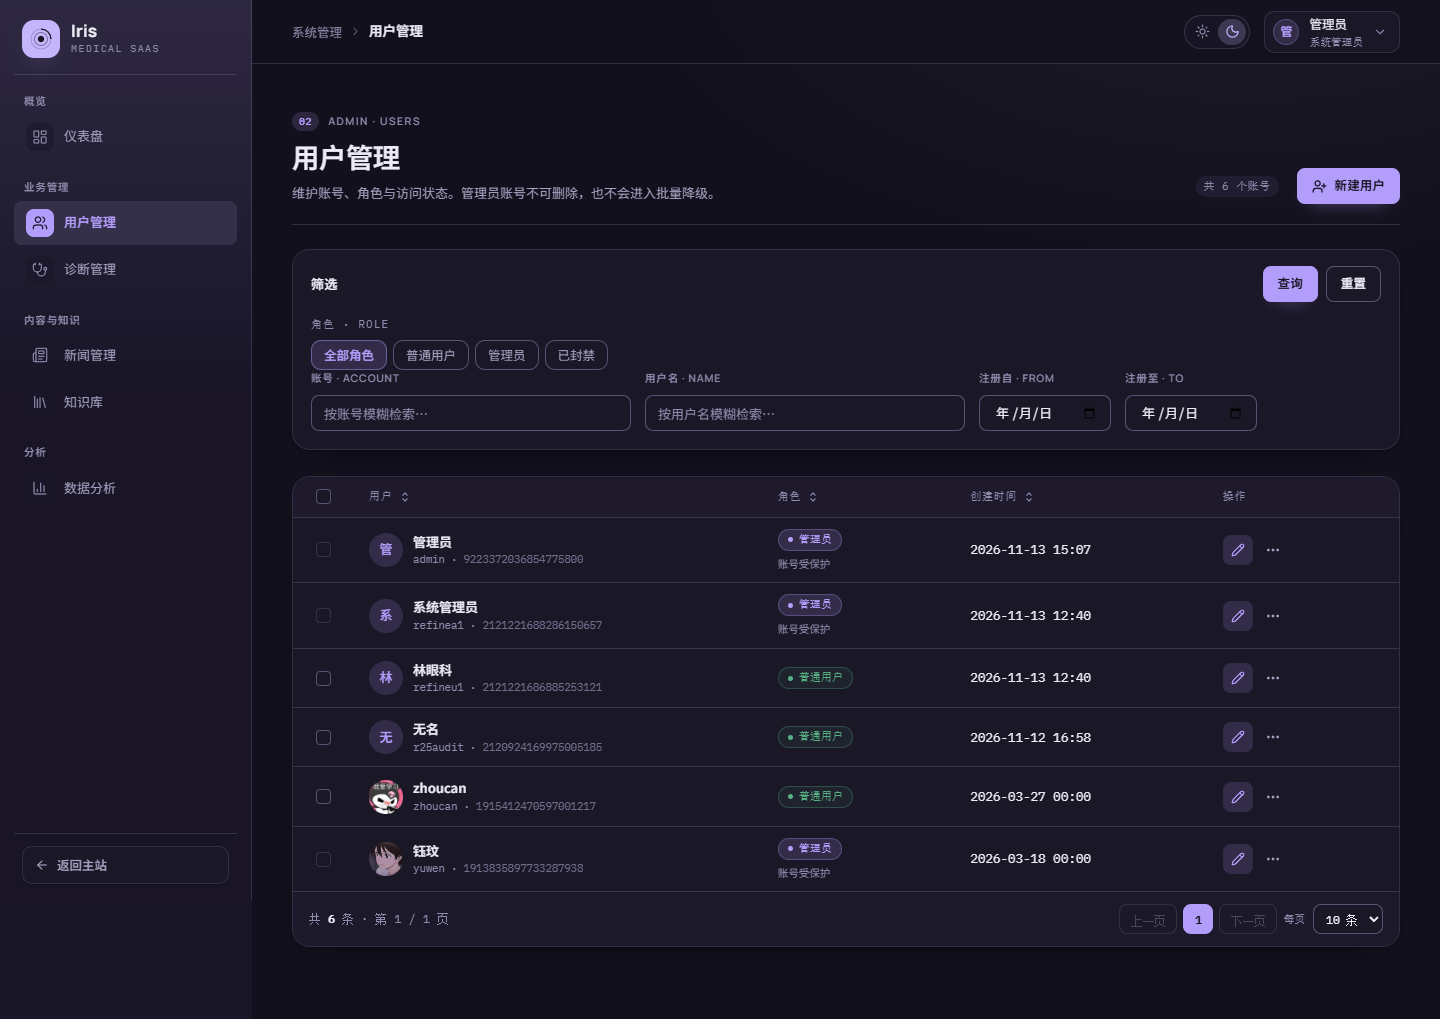 Iris
MEDICAL SAAS
概览
仪表盘
业务管理
用户管理
诊断管理
内容与知识
新闻管理
知识库
分析
数据分析
返回主站
系统管理 > 用户管理
管 管理员
系统管理员
02 ADMIN · USERS
用户管理
维护账号、角色与访问状态。管理员账号不可删除，也不会进入批量降级。
共 6 个账号
新建用户
筛选
查询 重置
角色 · ROLE
全部角色 普通用户 管理员 已封禁
账号 · ACCOUNT 用户名 · NAME 注册自 · FROM 注册至 · TO
按账号模糊检索… 按用户名模糊检索… 年/月/日 年/月/日
用户 角色 创建时间 操作
管 管理员 管理员
admin · 9223372036854775800 账号受保护 2026-11-13 15:07
系 系统管理员 管理员
refinea1 · 2121221688286150657 账号受保护 2026-11-13 12:40
林 林眼科
refineu1 · 2121221686885253121 普通用户 2026-11-13 12:40
无 无名
r25audit · 2120924169975005185 普通用户 2026-11-12 16:58
zhoucan
zhoucan · 1915412470597001217 普通用户 2026-03-27 00:00
钰玟 管理员
yuwen · 1913835897733287938 账号受保护 2026-03-18 00:00
共 6 条 · 第 1 / 1 页
上一页 1 下一页 每页 10 条